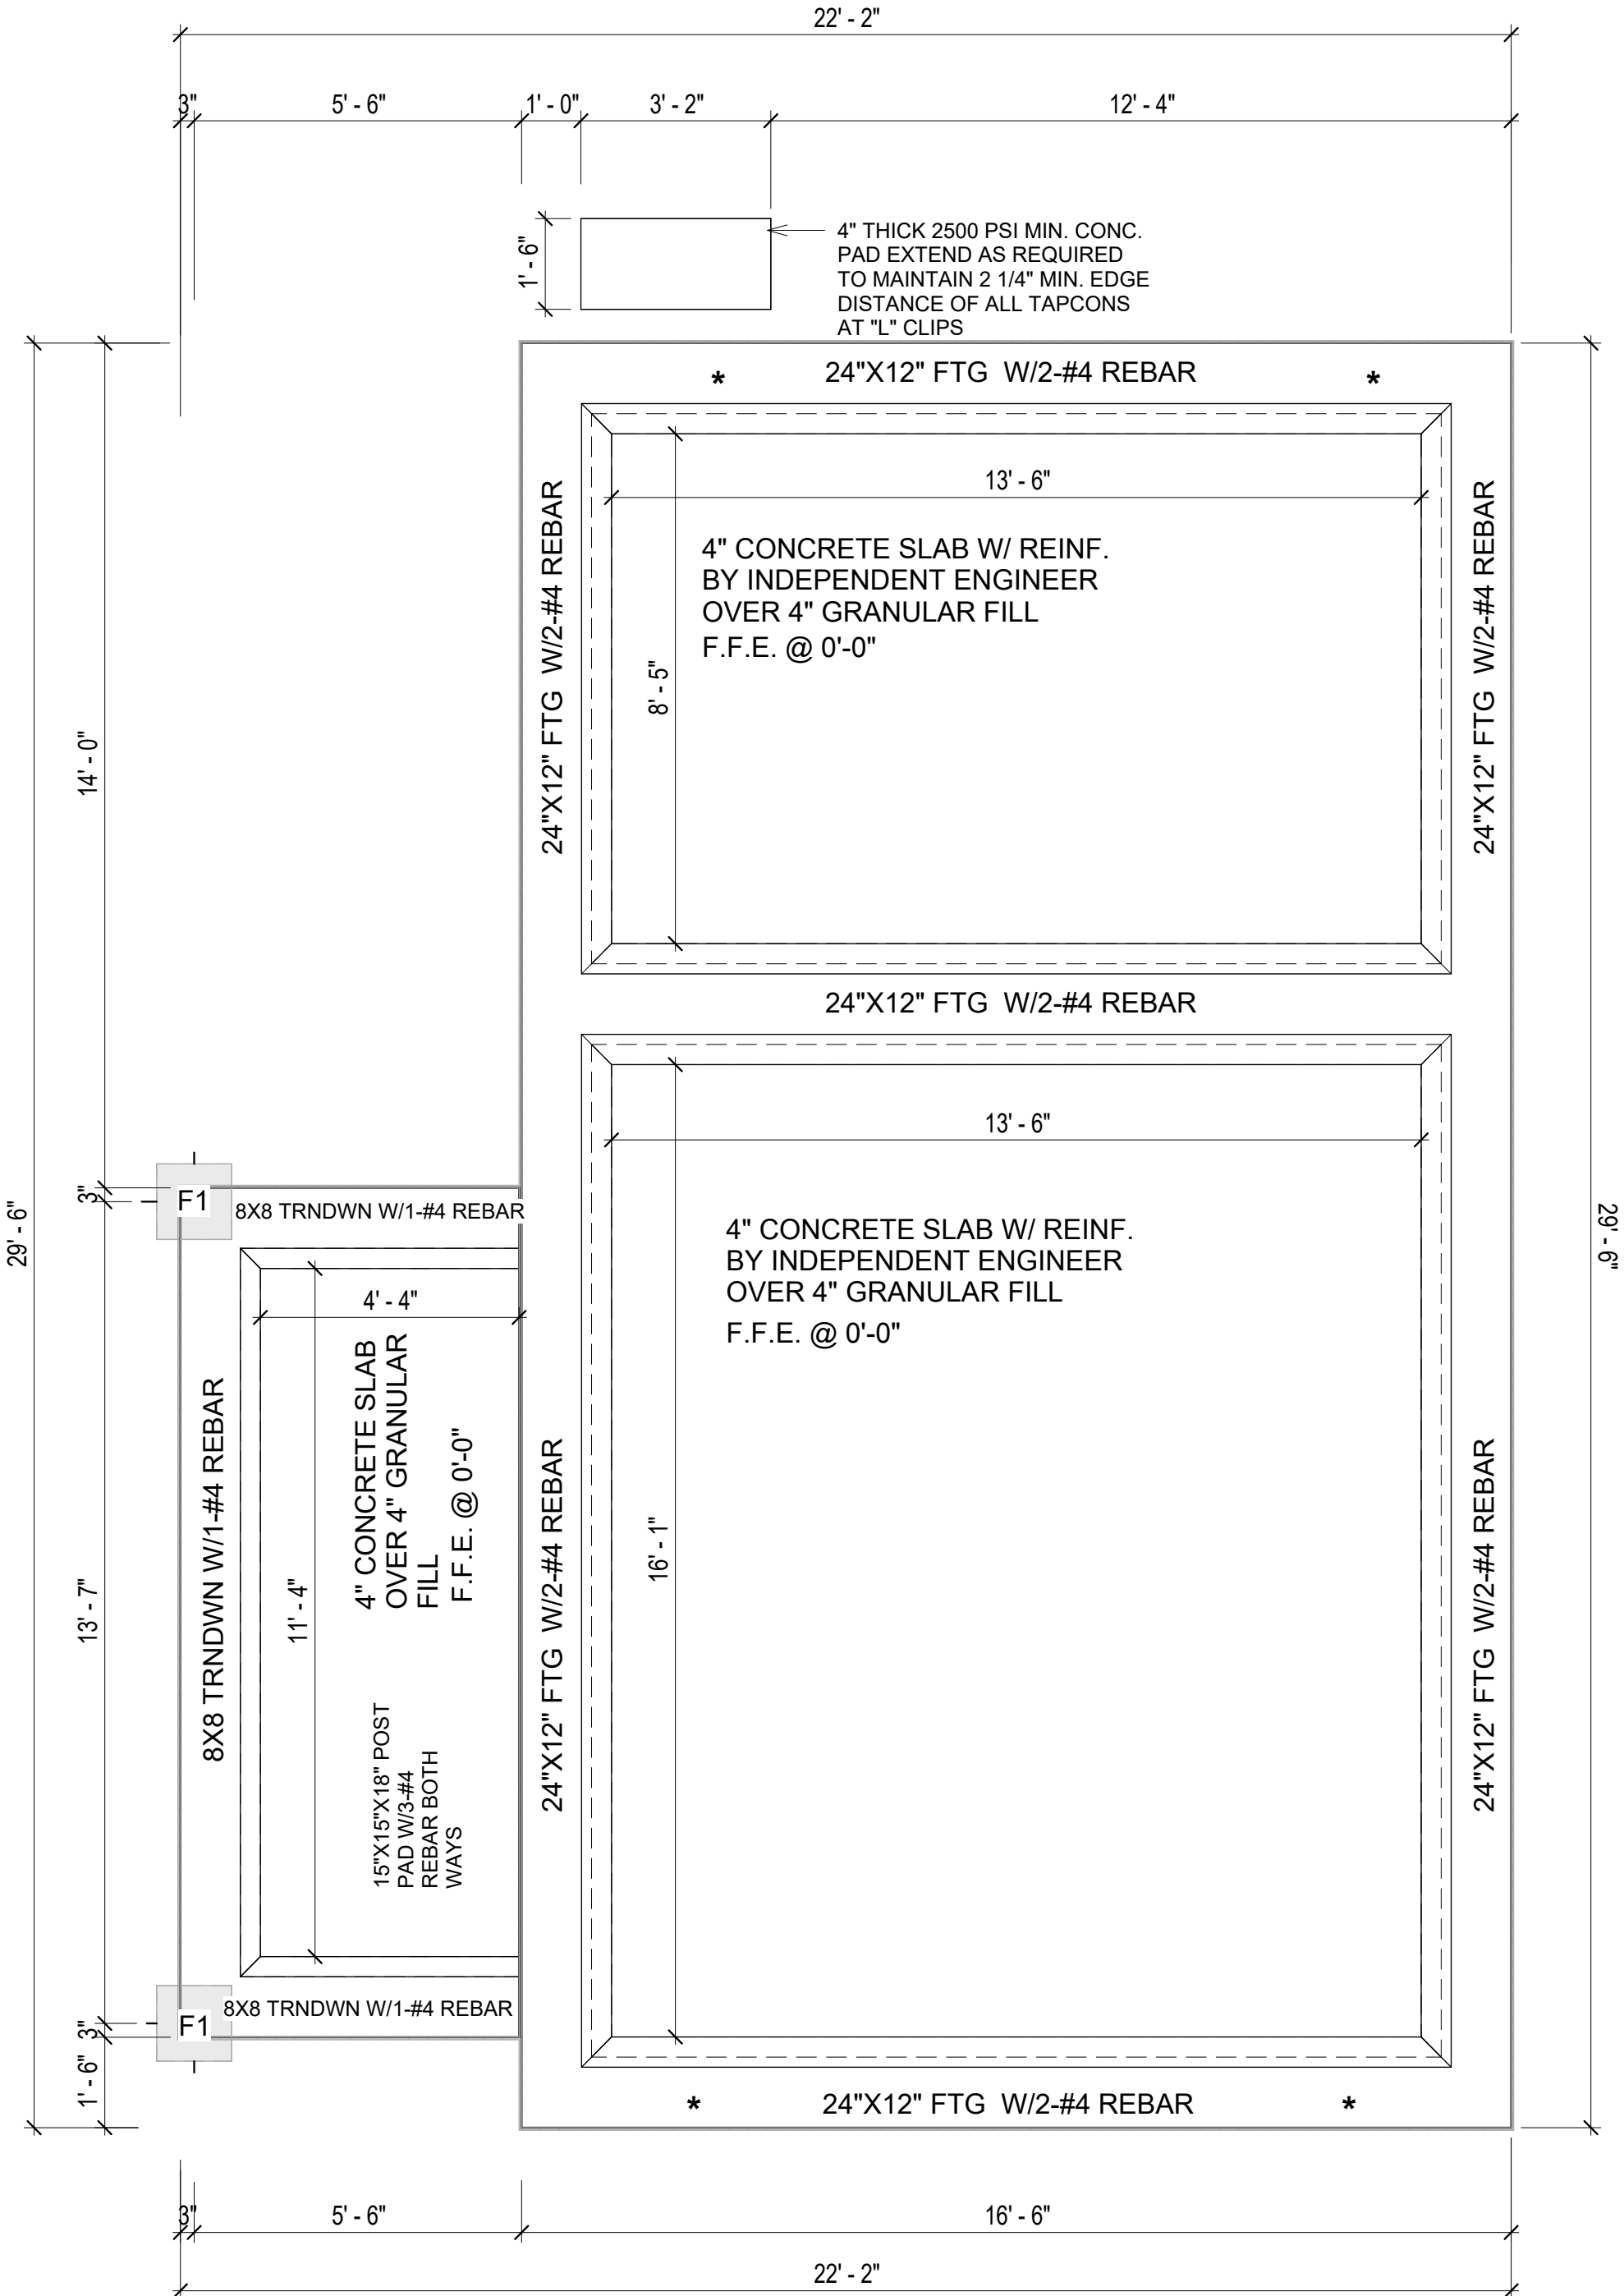 22' - 2"
3"
5' - 6"
1' - 0"
3' - 2"
12' - 4"
1' - 6"
4" THICK 2500 PSI MIN. CONC.
PAD EXTEND AS REQUIRED
TO MAINTAIN 2 1/4" MIN. EDGE
DISTANCE OF ALL TAPCONS
AT "L" CLIPS
*
24"X12" FTG W/2-#4 REBAR
*
13' - 6"
24"X12" FTG W/2-#4 REBAR
24"X12" FTG W/2-#4 REBAR
4" CONCRETE SLAB W/ REINF.
BY INDEPENDENT ENGINEER
OVER 4" GRANULAR FILL
F.F.E. @ 0'-0"
8' - 5"
14' - 0"
24"X12" FTG W/2-#4 REBAR
13' - 6"
3"
F1
8X8 TRNDWN W/1-#4 REBAR
29' - 6"
29' - 6"
4" CONCRETE SLAB W/ REINF.
BY INDEPENDENT ENGINEER
OVER 4" GRANULAR FILL
F.F.E. @ 0'-0"
4' - 4"
4" CONCRETE SLAB
OVER 4" GRANULAR
FILL
F.F.E. @ 0'-0"
8X8 TRNDWN W/1-#4 REBAR
24"X12" FTG W/2-#4 REBAR
24"X12" FTG W/2-#4 REBAR
16' - 1"
11' - 4"
13' - 7"
15"X15"X18" POST
PAD W/3-#4
REBAR BOTH
WAYS
8X8 TRNDWN W/1-#4 REBAR
F1
3"
1' - 6"
*
24"X12" FTG W/2-#4 REBAR
*
3"
5' - 6"
16' - 6"
22' - 2"